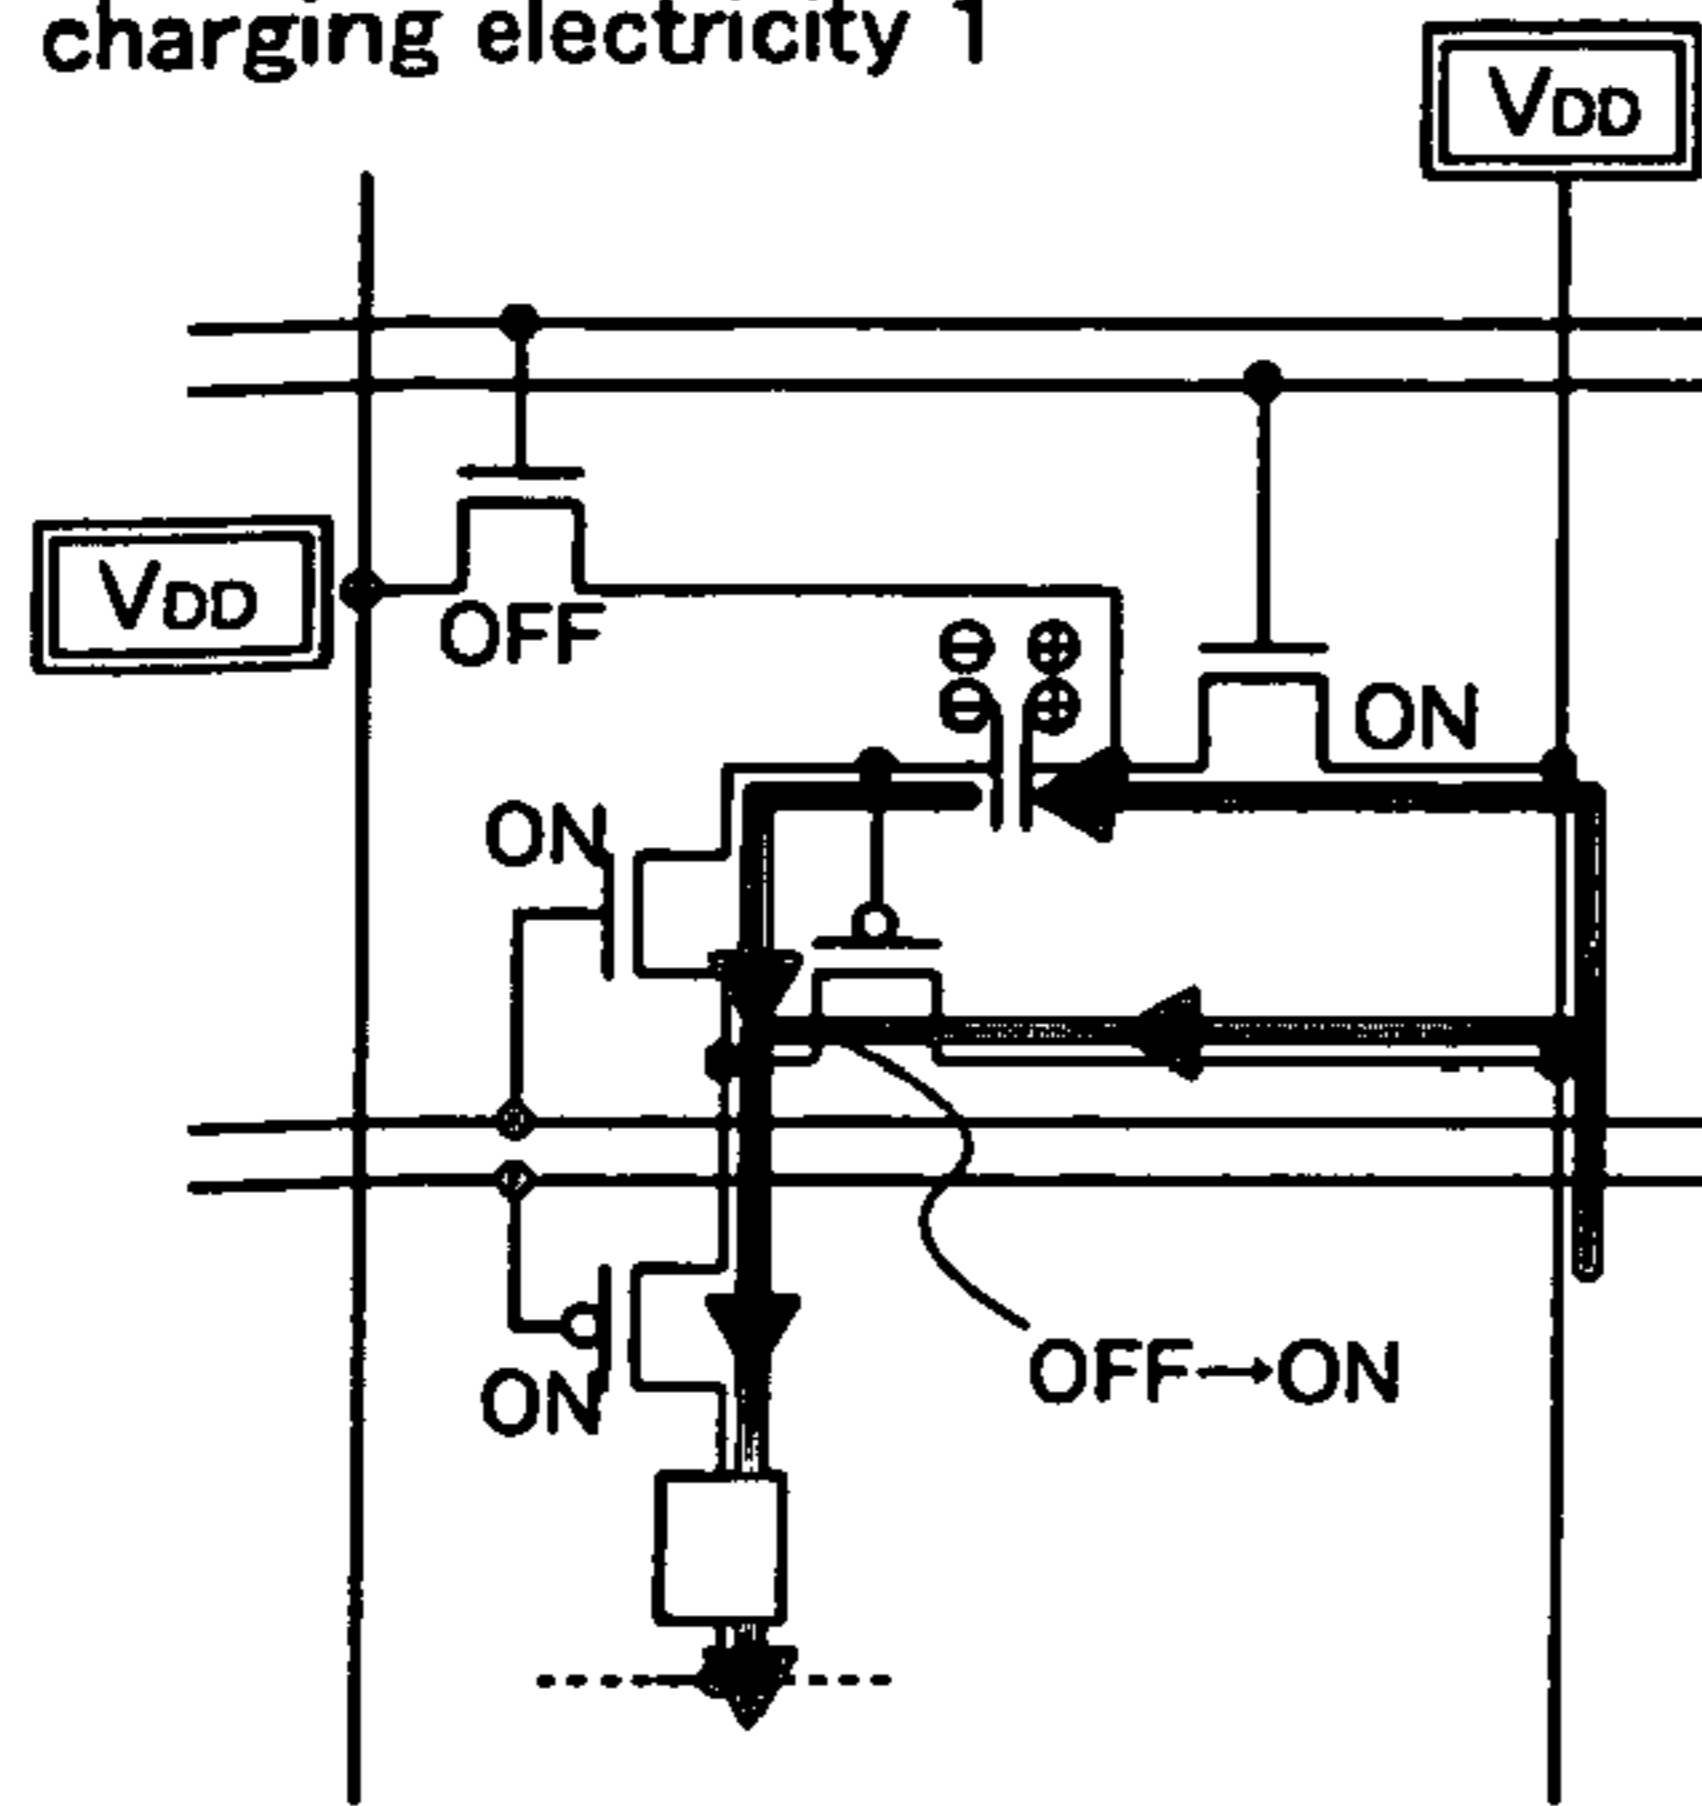 charging electricity 1
VDD
VDD
OFF
ON
ON
ON
OFF→ON